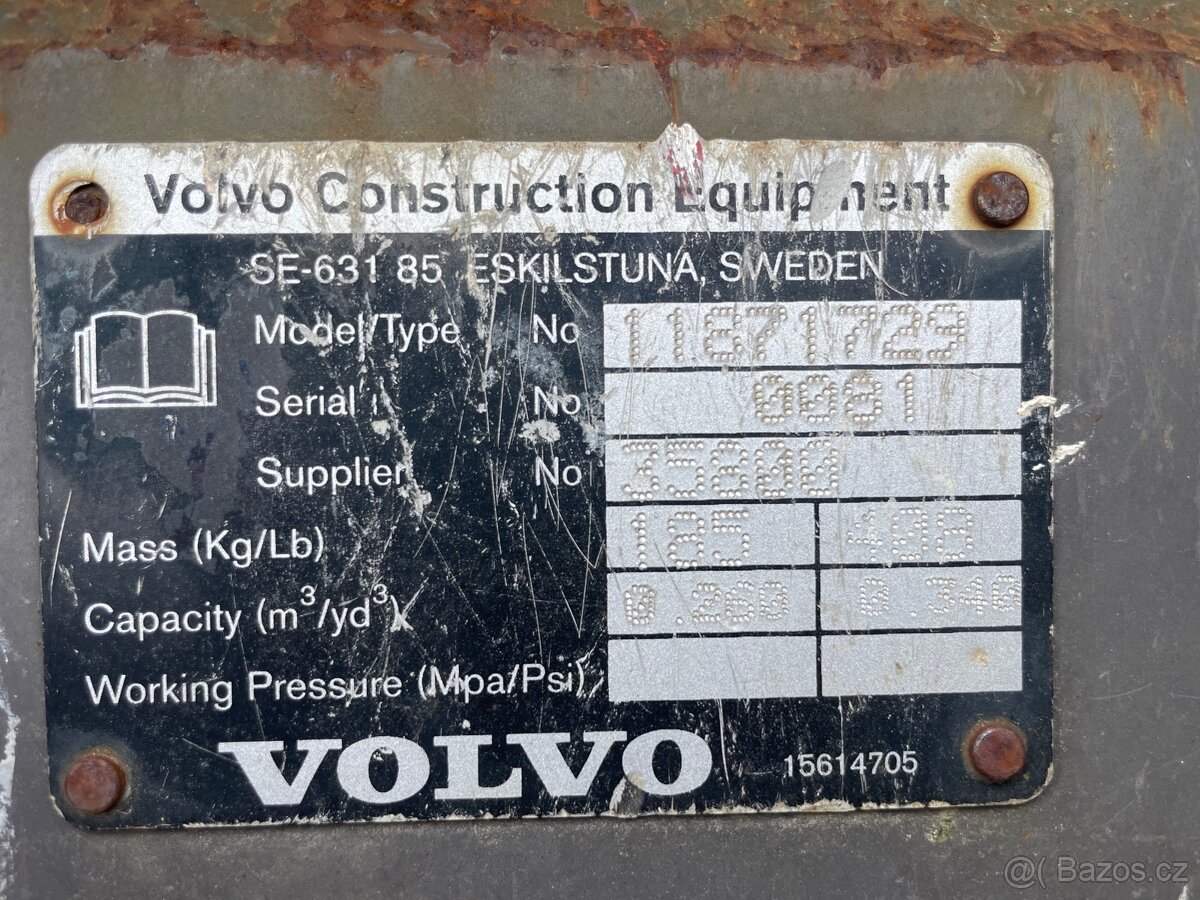 Volvo Construction Equipment
SE-631 85 ESKILSTUNA, SWEDEN
Model/Type No 11871723
Serial No 0081
Supplier No 35800
Mass (Kg/Lb) 185 408
Capacity (m³/yd³) 0.260 0.340
Working Pressure (Mpa/Psi)
VOLVO 15614705
@( Bazos.cz